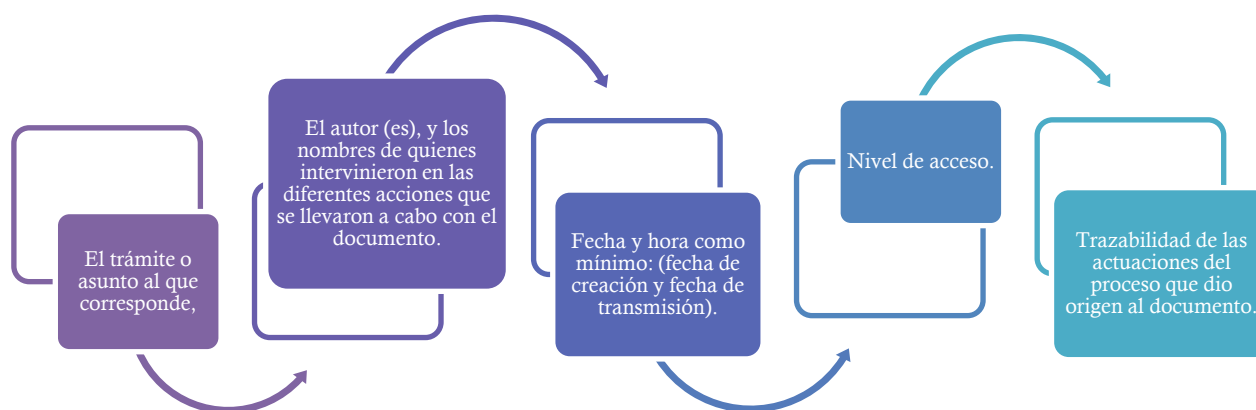 El trámite o
asunto al que
corresponde,
El autor (es), y los
nombres de quienes
intervinieron en las
diferentes acciones que
se llevaron a cabo con el
documento.
Fecha y hora como
mínimo: (fecha de
creación y fecha de
transmisión).
Nivel de acceso.
Trazabilidad de las
actuaciones del
proceso que dio
origen al documento.